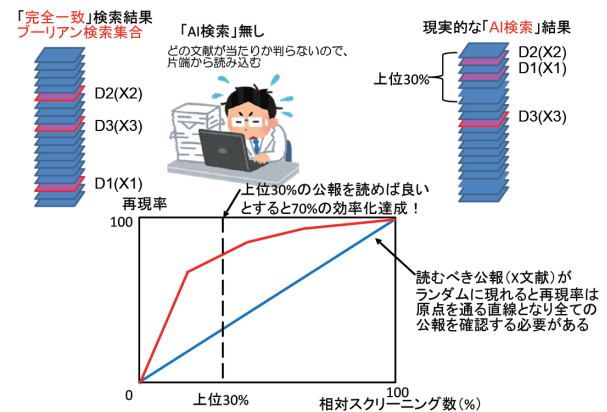 「完全一致」検索結果
ブーリアン検索集合
D2(X2)
D3(X3)
D1(X1)
「AI検索」無し
どの文献が当たりか判らないので、
片端から読み込む
現実的な「AI検索」結果
上位30%
D2(X2)
D1(X1)
D3(X3)
上位30%の公報を読めば良い
とすると70%の効率化達成！
再現率
100
読むべき公報(X文献)が
ランダムに現れると再現率は
原点を通る直線となり全ての
公報を確認する必要がある
0
上位30%
100
相対スクリーニング数(%)